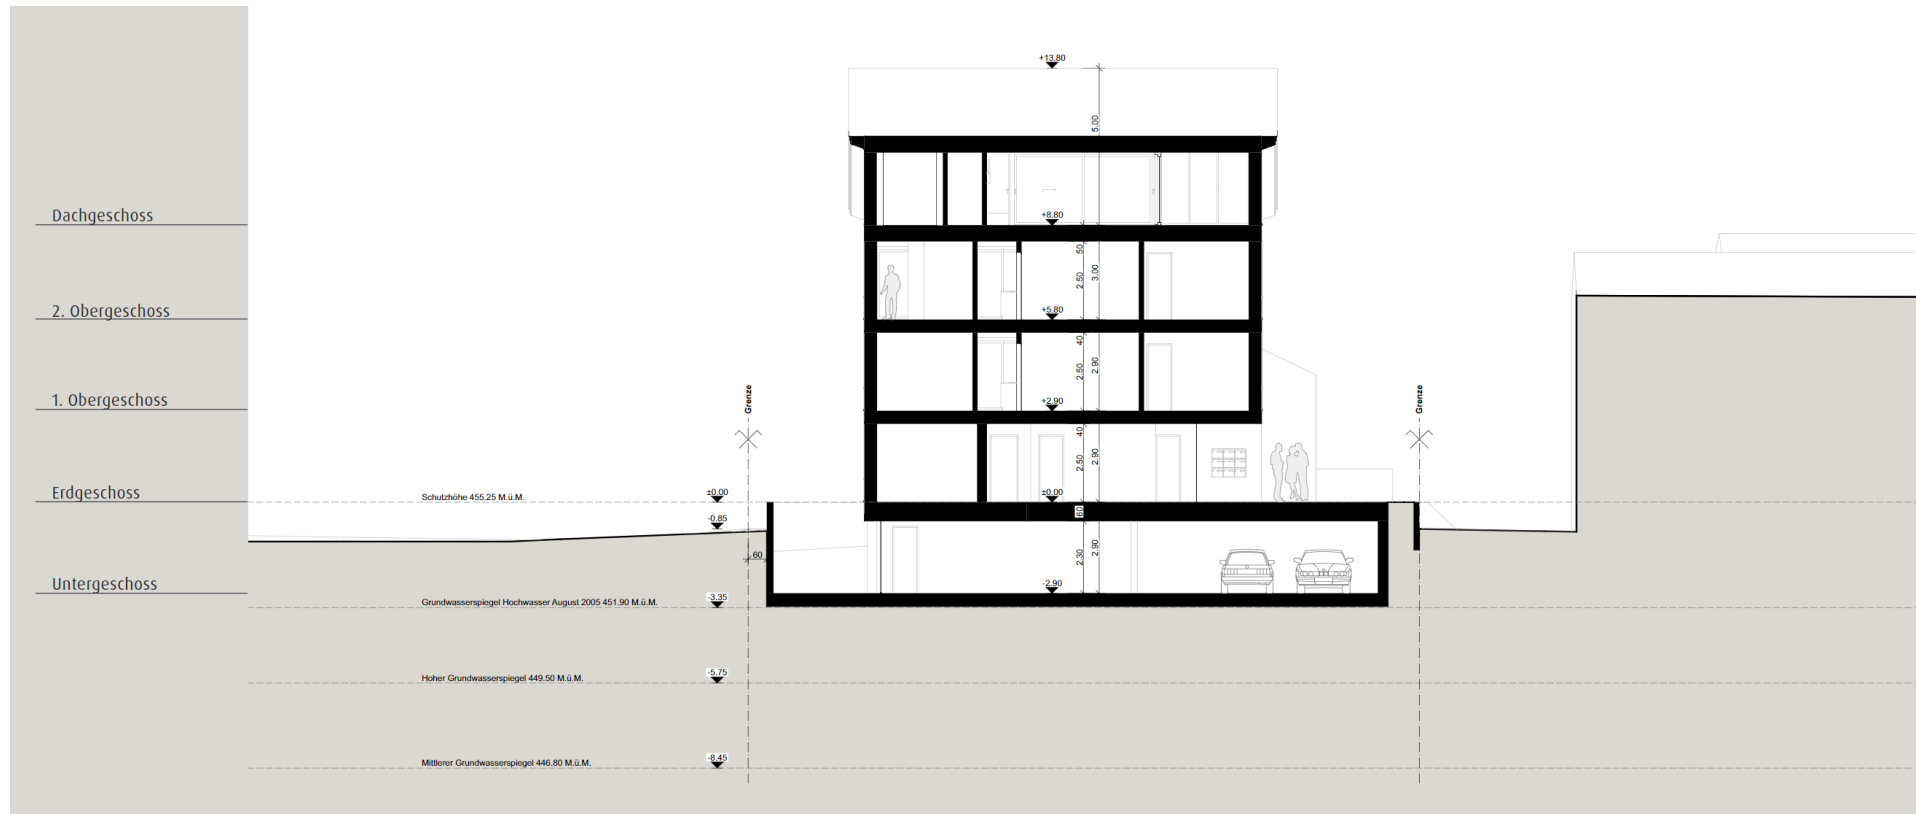 +13.80
5.00
Dachgeschoss
+8.80
50
2.50
3.00
2. Obergeschoss
+5.80
40
2.50
2.90
1. Obergeschoss
+2.90
Grenze
Grenze
40
2.50
2.90
Erdgeschoss
Schutzhöhe 455.25 M.ü.M.
±0.00
±0.00
-0.85
60
60
2.30
2.90
Untergeschoss
-2.90
Grundwasserspiegel Hochwasser August 2005 451.90 M.ü.M.
-3.35
Hoher Grundwasserspiegel 449.50 M.ü.M.
-5.75
Mittlerer Grundwasserspiegel 446.80 M.ü.M.
-8.45